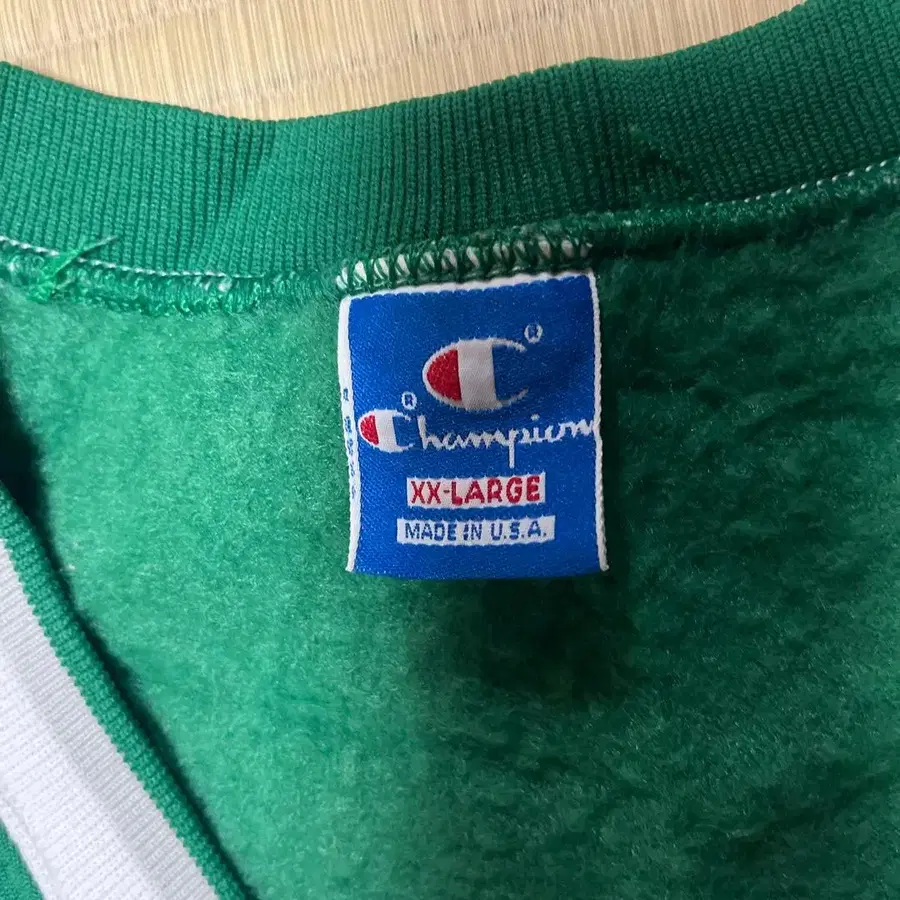 ®
® Champion
XX-LARGE
MADE IN U.S.A.